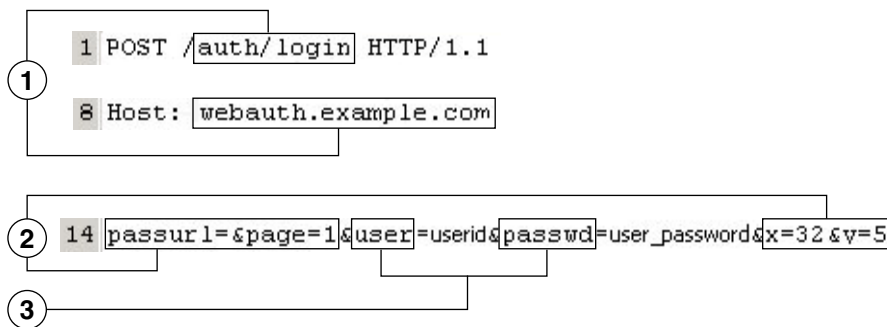 1 POST /auth/login HTTP/1.1
1
8 Host: webauth.example.com
2 14 passurl=&page=1&user=userid&passwd=user_password&x=32&v=5
3